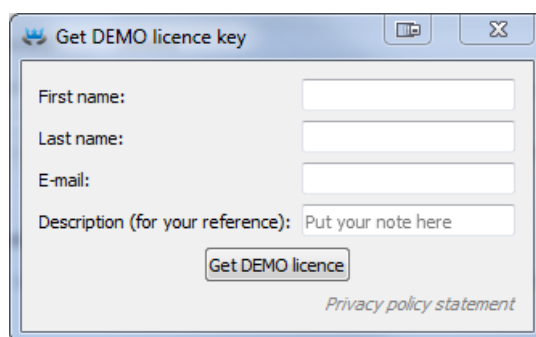 Get DEMO licence key
First name:
Last name:
E-mail:
Description (for your reference): Put your note here
Get DEMO licence
Privacy policy statement